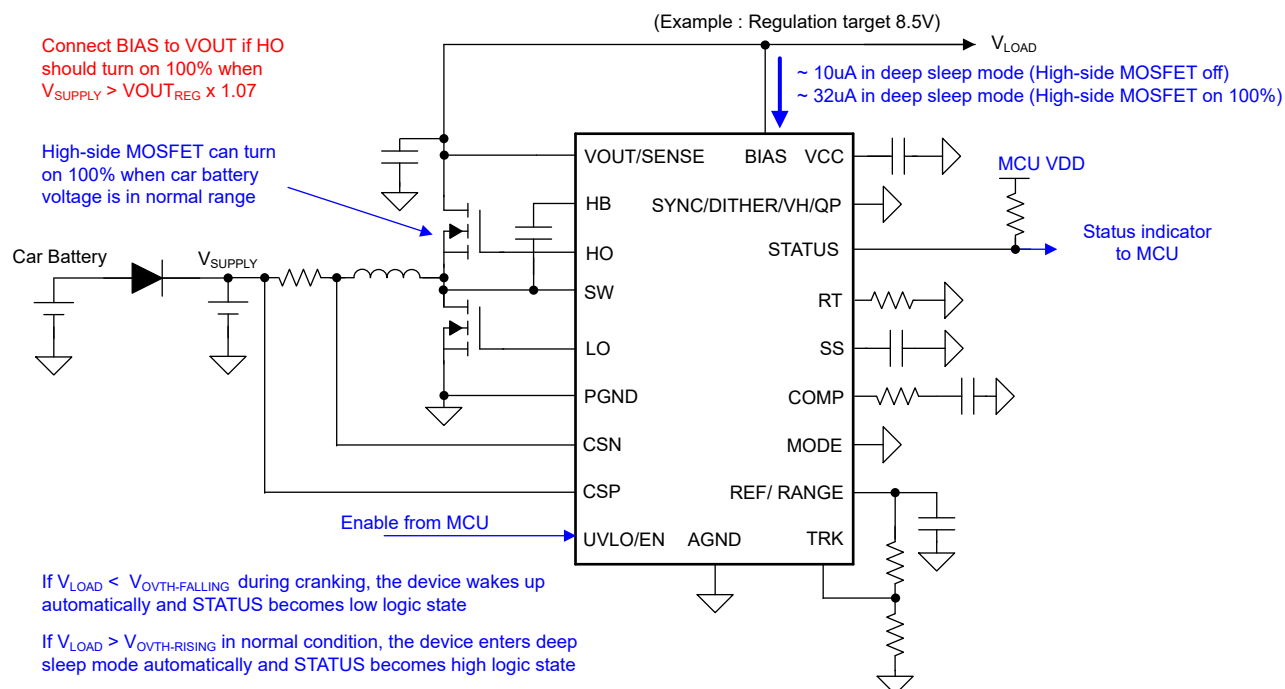 (Example : Regulation target 8.5V)
Connect BIAS to VOUT if HO
should turn on 100% when
VSUPPLY > VOUTREG x 1.07
VLOAD
~ 10uA in deep sleep mode (High-side MOSFET off)
~ 32uA in deep sleep mode (High-side MOSFET on 100%)
High-side MOSFET can turn
on 100% when car battery
voltage is in normal range
VOUT/SENSE
BIAS
VCC
MCU VDD
HB
SYNC/DITHER/VH/QP
HO
STATUS
Status indicator
to MCU
Car Battery
VSUPPLY
SW
RT
LO
SS
PGND
COMP
CSN
MODE
CSP
REF/ RANGE
Enable from MCU
UVLO/EN
AGND
TRK
If VLOAD < VOVTH-FALLING during cranking, the device wakes up
automatically and STATUS becomes low logic state
If VLOAD > VOVTH-RISING in normal condition, the device enters deep
sleep mode automatically and STATUS becomes high logic state